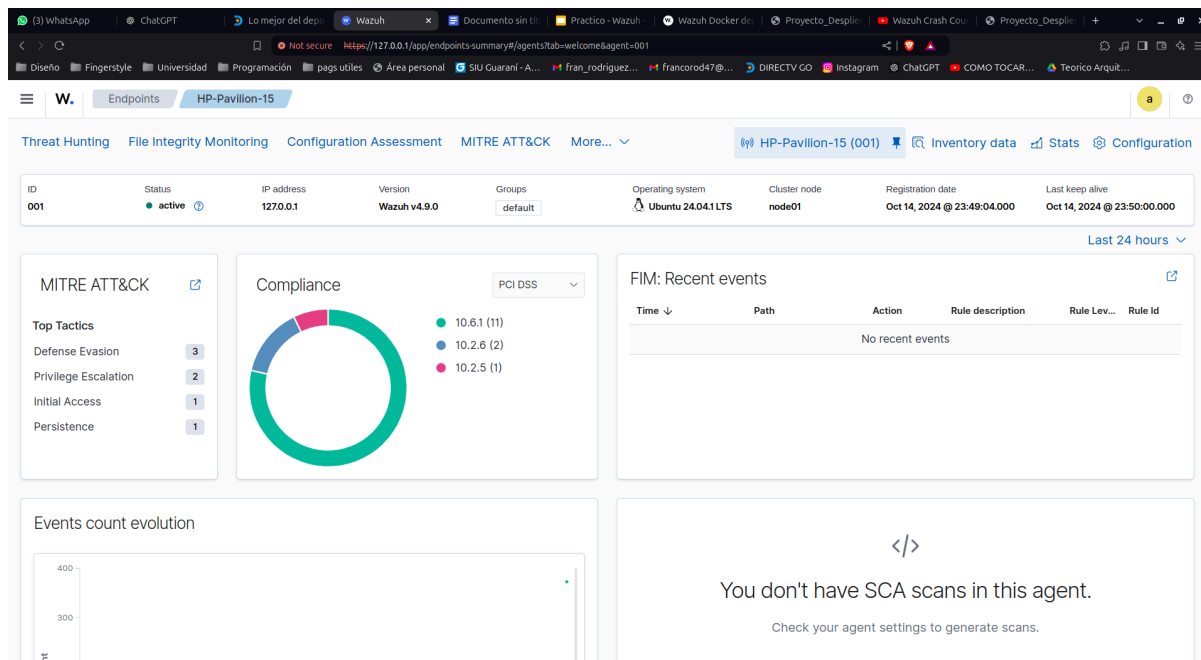 (3) WhatsApp
ChatGPT
Lo mejor del depo
Wazuh
Documento sin tít
Practico - Wazuh -
Wazuh Docker de
Proyecto_Desplie
Wazuh Crash Cou
Proyecto_Desplie
Not secure https://127.0.0.1/app/endpoints-summary#/agents?tab=welcome&agent=001
Diseño Fingerstyle Universidad Programación pags utiles Área personal SIU Guaraní - A... fran_rodriguez... francorod47@... DIRECTV GO Instagram ChatGPT COMO TOCAR... Teorico Arquit...
W. Endpoints HP-Pavilion-15 a
Threat Hunting File Integrity Monitoring Configuration Assessment MITRE ATT&CK More... HP-Pavilion-15 (001) Inventory data Stats Configuration
ID Status IP address Version Groups Operating system Cluster node Registration date Last keep alive
001 active 127.0.0.1 Wazuh v4.9.0 default Ubuntu 24.04.1 LTS node01 Oct 14, 2024 @ 23:49:04.000 Oct 14, 2024 @ 23:50:00.000
Last 24 hours
MITRE ATT&CK
Top Tactics
Defense Evasion 3
Privilege Escalation 2
Initial Access 1
Persistence 1
Compliance PCI DSS
10.6.1 (11)
10.2.6 (2)
10.2.5 (1)
FIM: Recent events
Time Path Action Rule description Rule Lev... Rule Id
No recent events
Events count evolution
400
300
You don't have SCA scans in this agent.
Check your agent settings to generate scans.